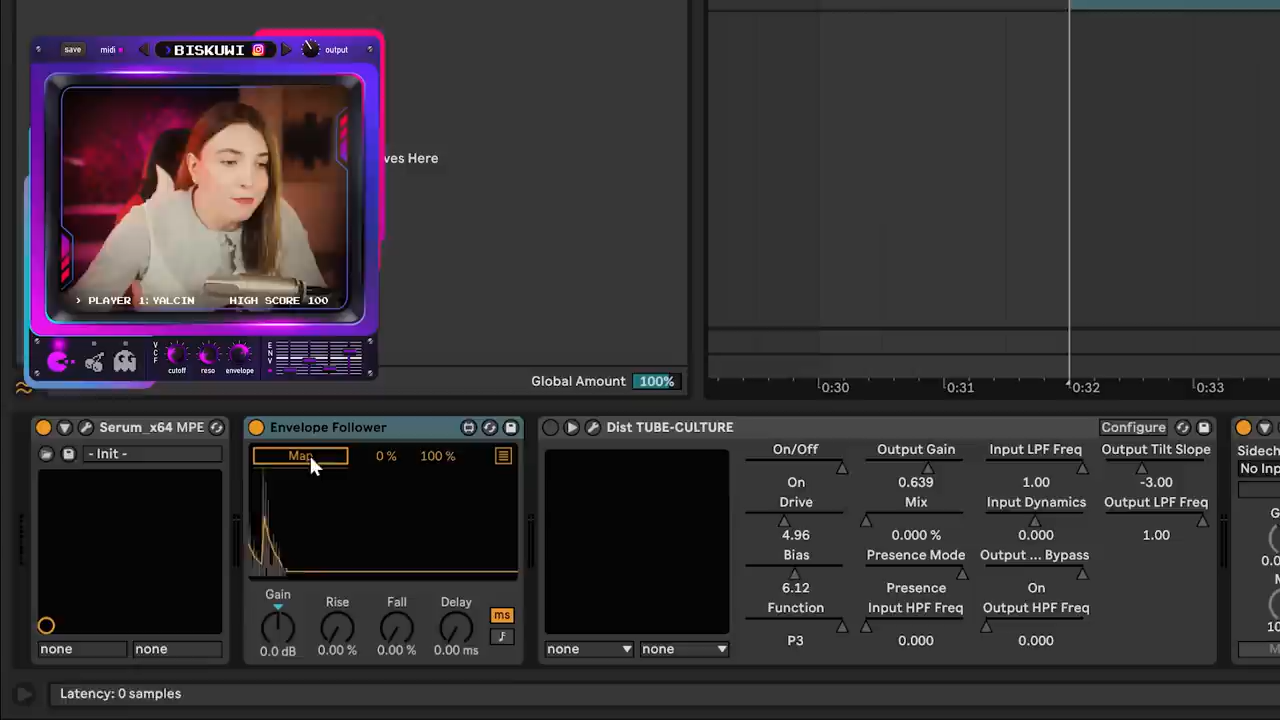 save
midi
BISKUWI
output
ves Here
PLAYER 1: YALCIN HIGH SCORE 100
VCF
cutoff
reso
envelope
ENV
Global Amount 100%
0:30
0:31
0:32
0:33
Serum_x64 MPE
- Init -
none
none
Envelope Follower
Map 0 % 100 %
Gain
0.0 dB
Rise
0.00 %
Fall
0.00 %
Delay
0.00 ms
ms
Dist TUBE-CULTURE
Configure
none
none
On/Off
On
Output Gain
0.639
Input LPF Freq
1.00
Output Tilt Slope
-3.00
Drive
4.96
Mix
0.000 %
Input Dynamics
0.000
Output LPF Freq
1.00
Bias
6.12
Presence Mode
Presence
Output ... Bypass
On
Function
P3
Input HPF Freq
0.000
Output HPF Freq
0.000
Sidech
No Inp
G
0.0
M
Latency: 0 samples